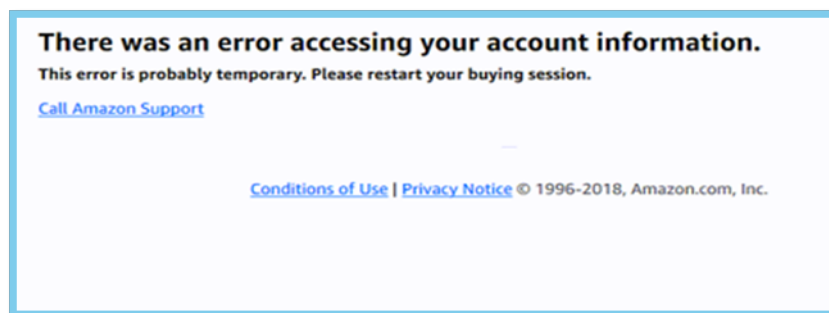 There was an error accessing your account information.
This error is probably temporary. Please restart your buying session.
Call Amazon Support
Conditions of Use | Privacy Notice © 1996-2018, Amazon.com, Inc.